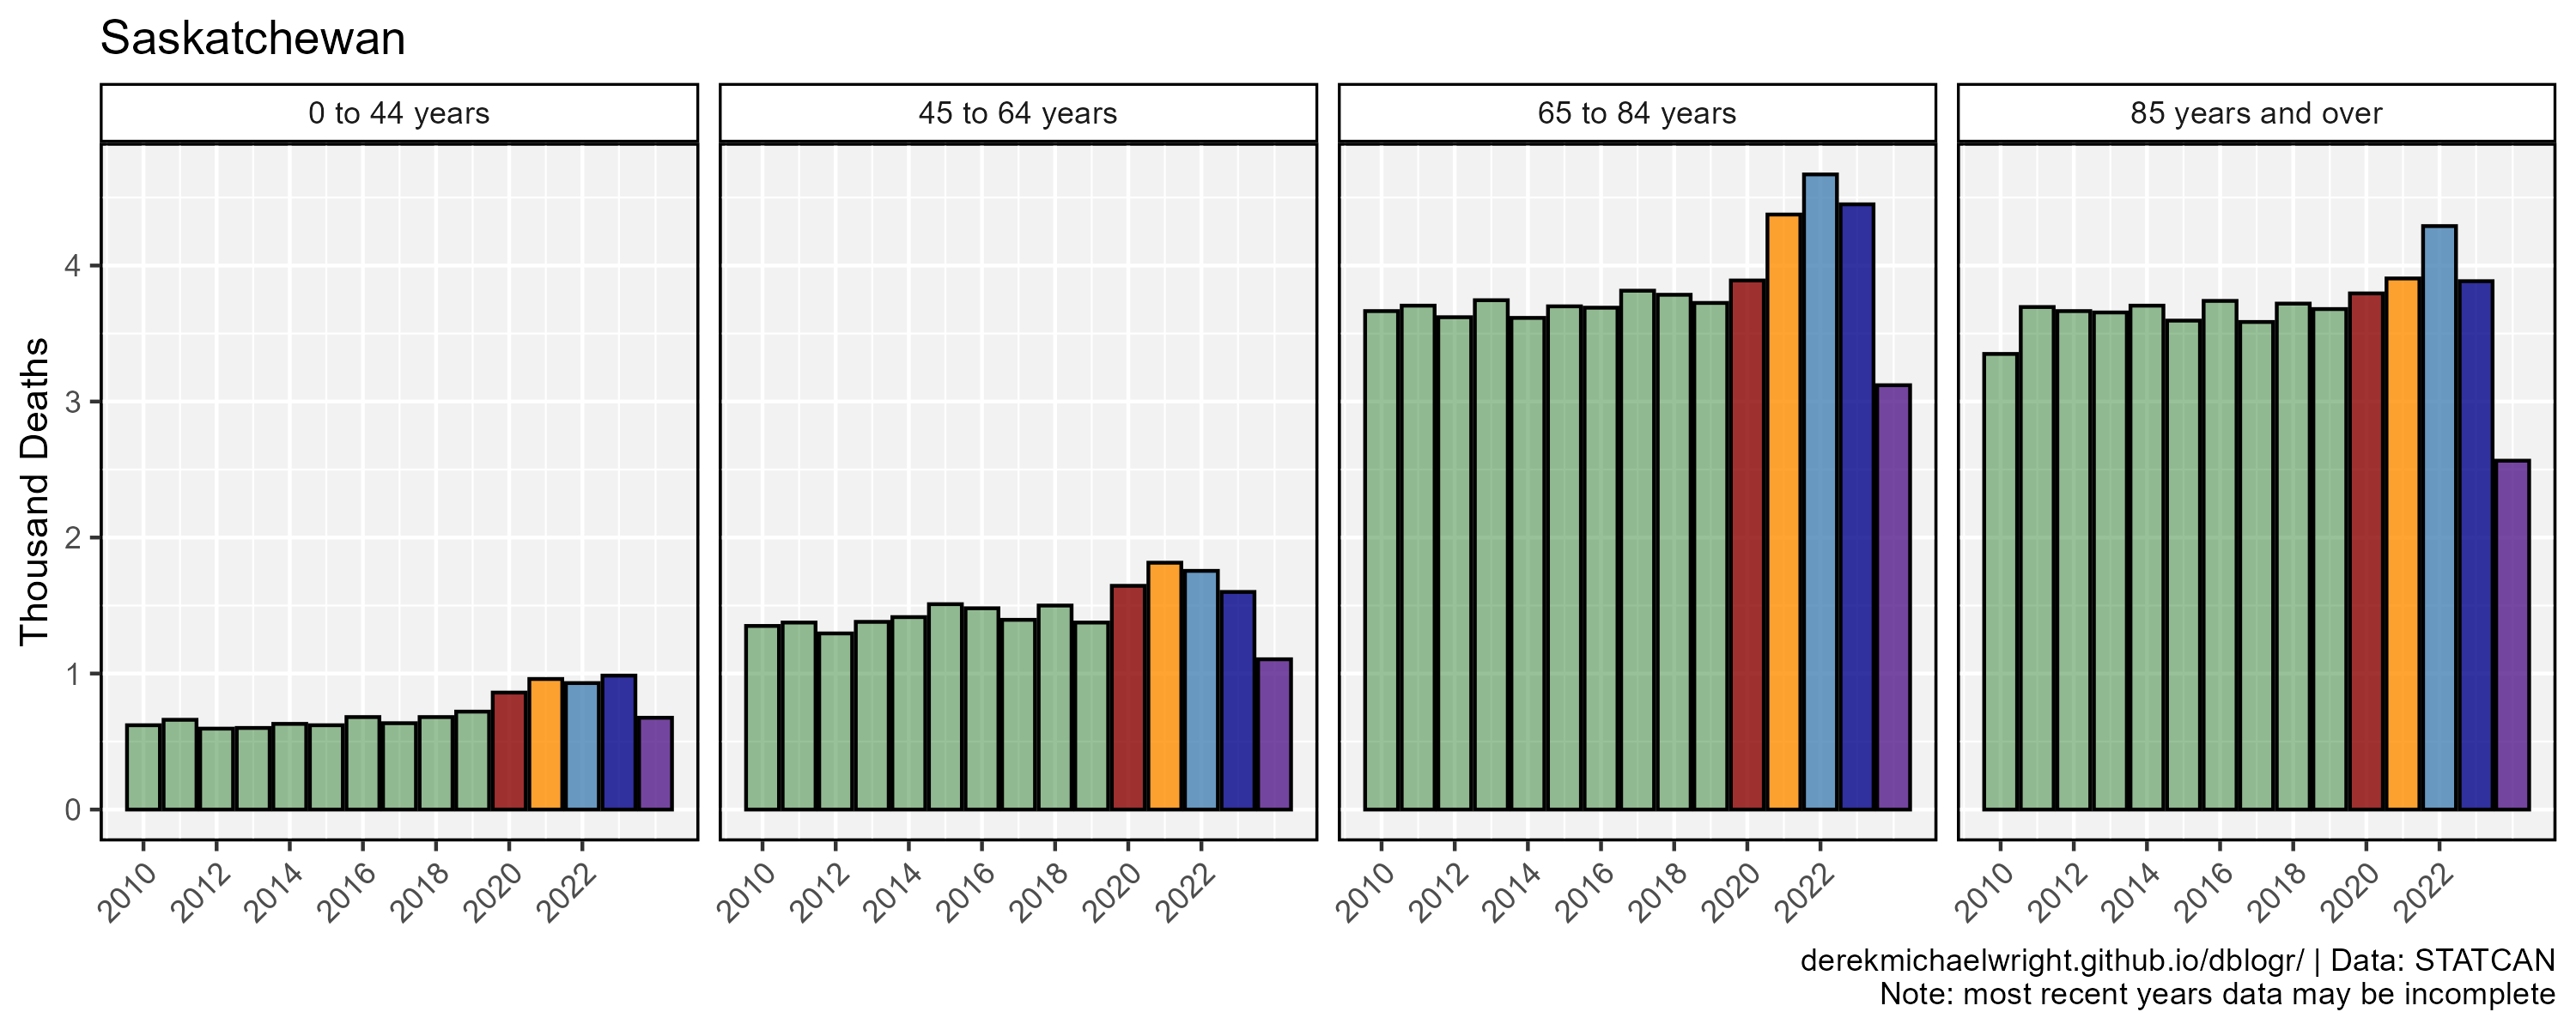 Saskatchewan
0 to 44 years
45 to 64 years
65 to 84 years
85 years and over
Thousand Deaths
4
3
2
1
0
2010 2012 2014 2016 2018 2020 2022
2010 2012 2014 2016 2018 2020 2022
2010 2012 2014 2016 2018 2020 2022
2010 2012 2014 2016 2018 2020 2022
derekmichaelwright.github.io/dblogr/ | Data: STATCAN
Note: most recent years data may be incomplete